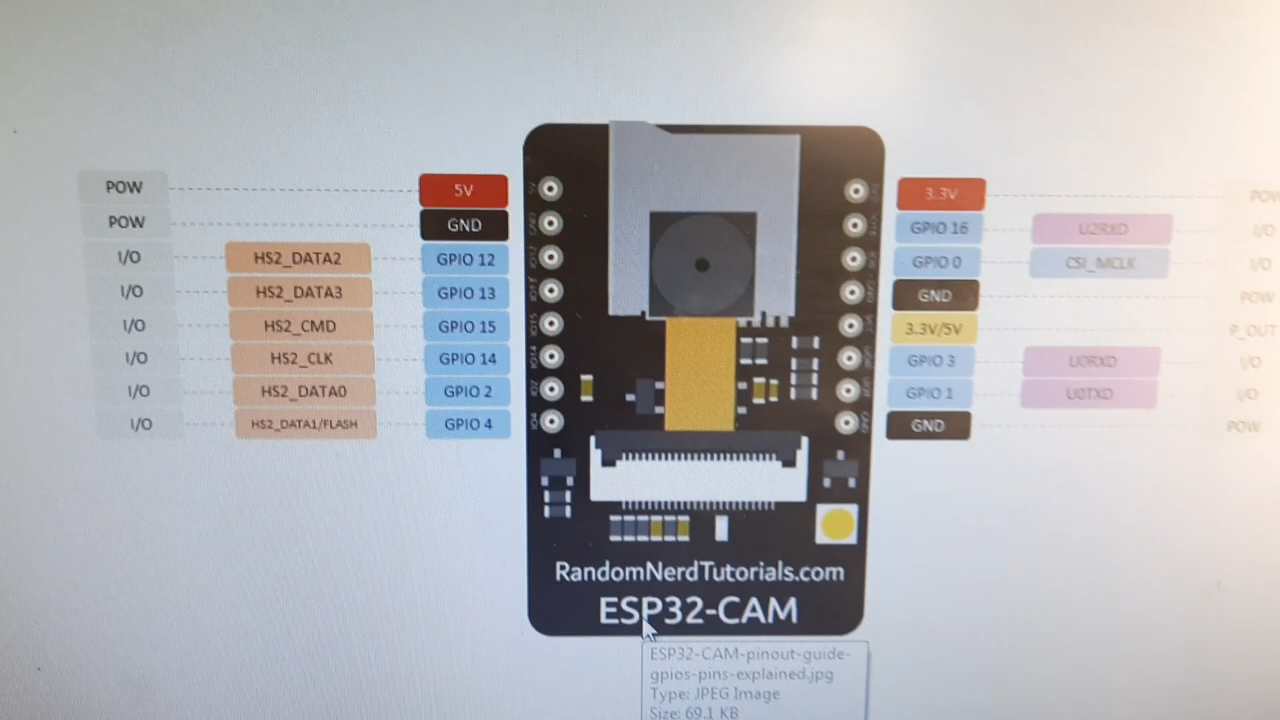 POW 5V 3.3V POW
POW GND GPIO 16 U2RXD I/O
I/O HS2_DATA2 GPIO 12 GPIO 0 CSI_MCLK I/O
I/O HS2_DATA3 GPIO 13 GND POW
I/O HS2_CMD GPIO 15 3.3V/5V P_OUT
I/O HS2_CLK GPIO 14 GPIO 3 U0RXD I/O
I/O HS2_DATA0 GPIO 2 GPIO 1 U0TXD I/O
I/O HS2_DATA1/FLASH GPIO 4 GND POW
RandomNerdTutorials.com
ESP32-CAM
ESP32-CAM-pinout-guide-
gpios-pins-explained.jpg
Type: JPEG Image
Size: 69.1 KB